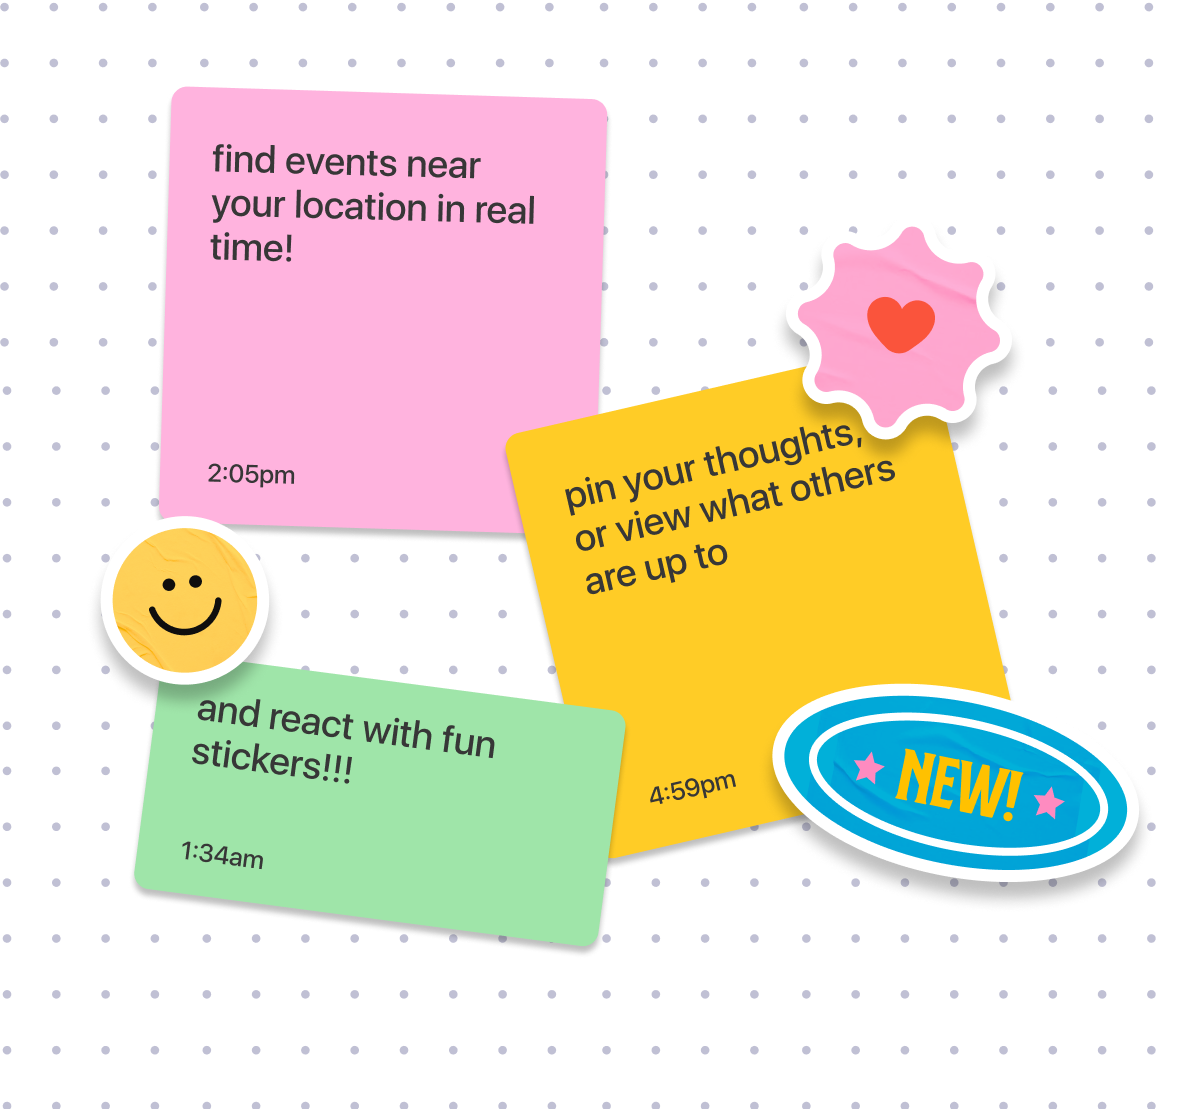 find events near
your location in real
time!
2:05pm
pin your thoughts,
or view what others
are up to
4:59pm
NEW!
and react with fun
stickers!!!
1:34am